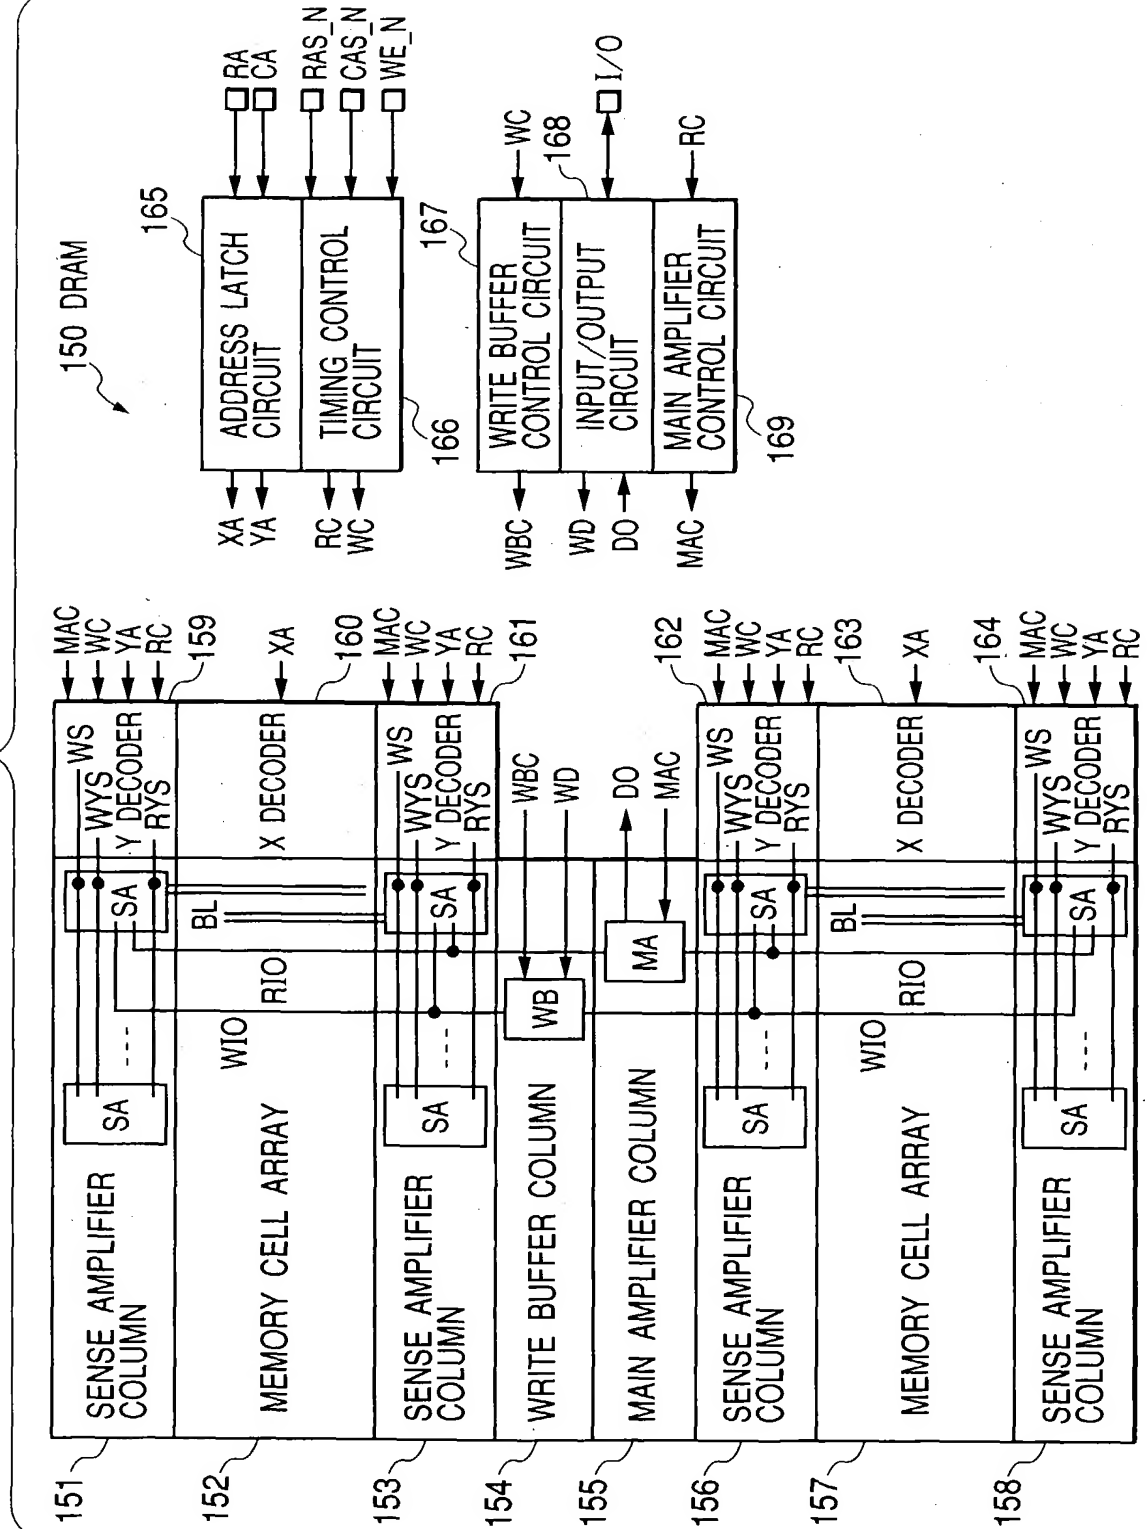 150 DRAM
165
ADDRESS LATCH
CIRCUIT
RA
CA
XA
YA
TIMING CONTROL
CIRCUIT
166
RAS_N
CAS_N
WE_N
RC
WC
167
WRITE BUFFER
CONTROL CIRCUIT
WC
WBC
168
INPUT/OUTPUT
CIRCUIT
I/O
WD
DO
MAIN AMPLIFIER
CONTROL CIRCUIT
169
RC
MAC
151
SENSE AMPLIFIER
COLUMN
SA
SA
WS
WYS
Y DECODER
RYS
MAC
WC
YA
RC
159
152
MEMORY CELL ARRAY
WIO
RIO
BL
X DECODER
XA
160
153
SENSE AMPLIFIER
COLUMN
SA
SA
WS
WYS
Y DECODER
RYS
MAC
WC
YA
RC
161
154
WRITE BUFFER COLUMN
WB
WBC
WD
155
MAIN AMPLIFIER COLUMN
MA
DO
MAC
156
SENSE AMPLIFIER
COLUMN
SA
SA
WS
WYS
Y DECODER
RYS
MAC
WC
YA
RC
162
157
MEMORY CELL ARRAY
WIO
RIO
BL
X DECODER
XA
163
158
SENSE AMPLIFIER
COLUMN
SA
SA
WS
WYS
Y DECODER
RYS
MAC
WC
YA
RC
164